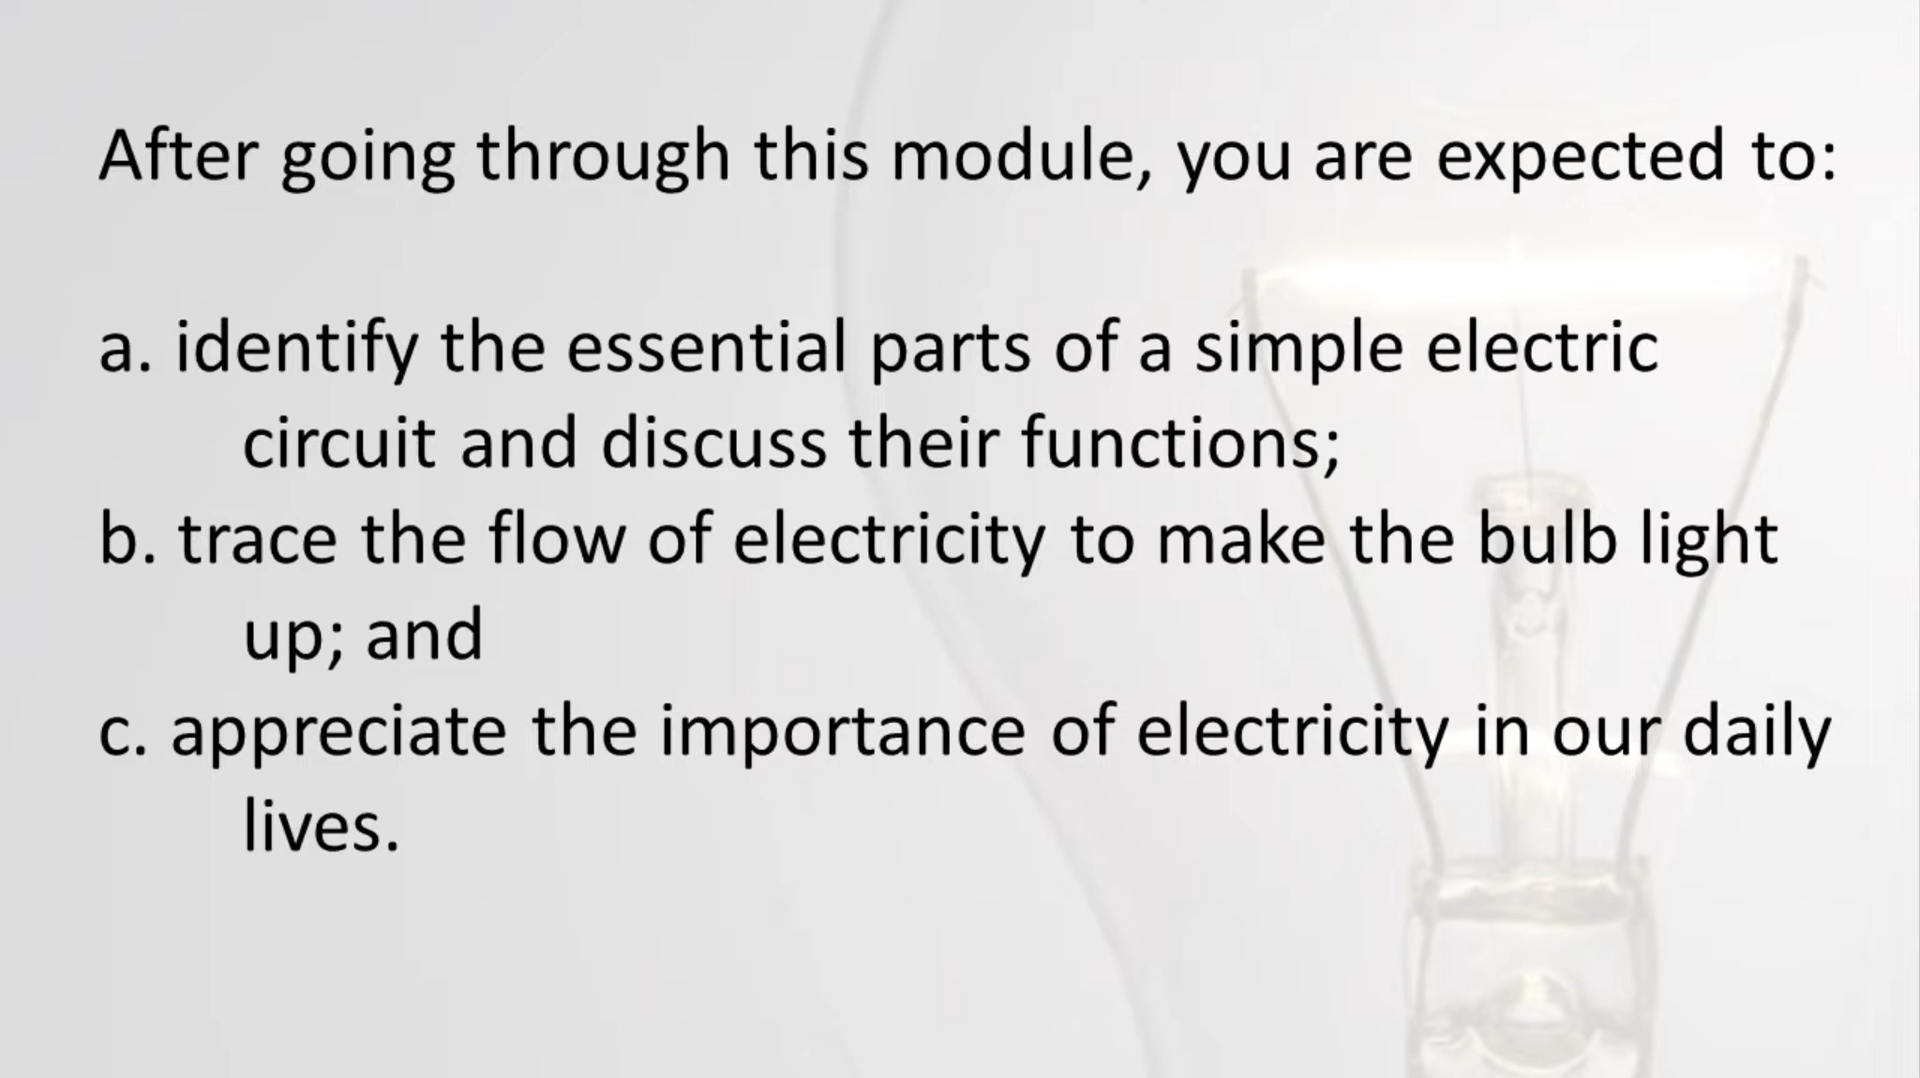 After going through this module, you are expected to:
a. identify the essential parts of a simple electric
circuit and discuss their functions;
b. trace the flow of electricity to make the bulb light
up; and
c. appreciate the importance of electricity in our daily
lives.